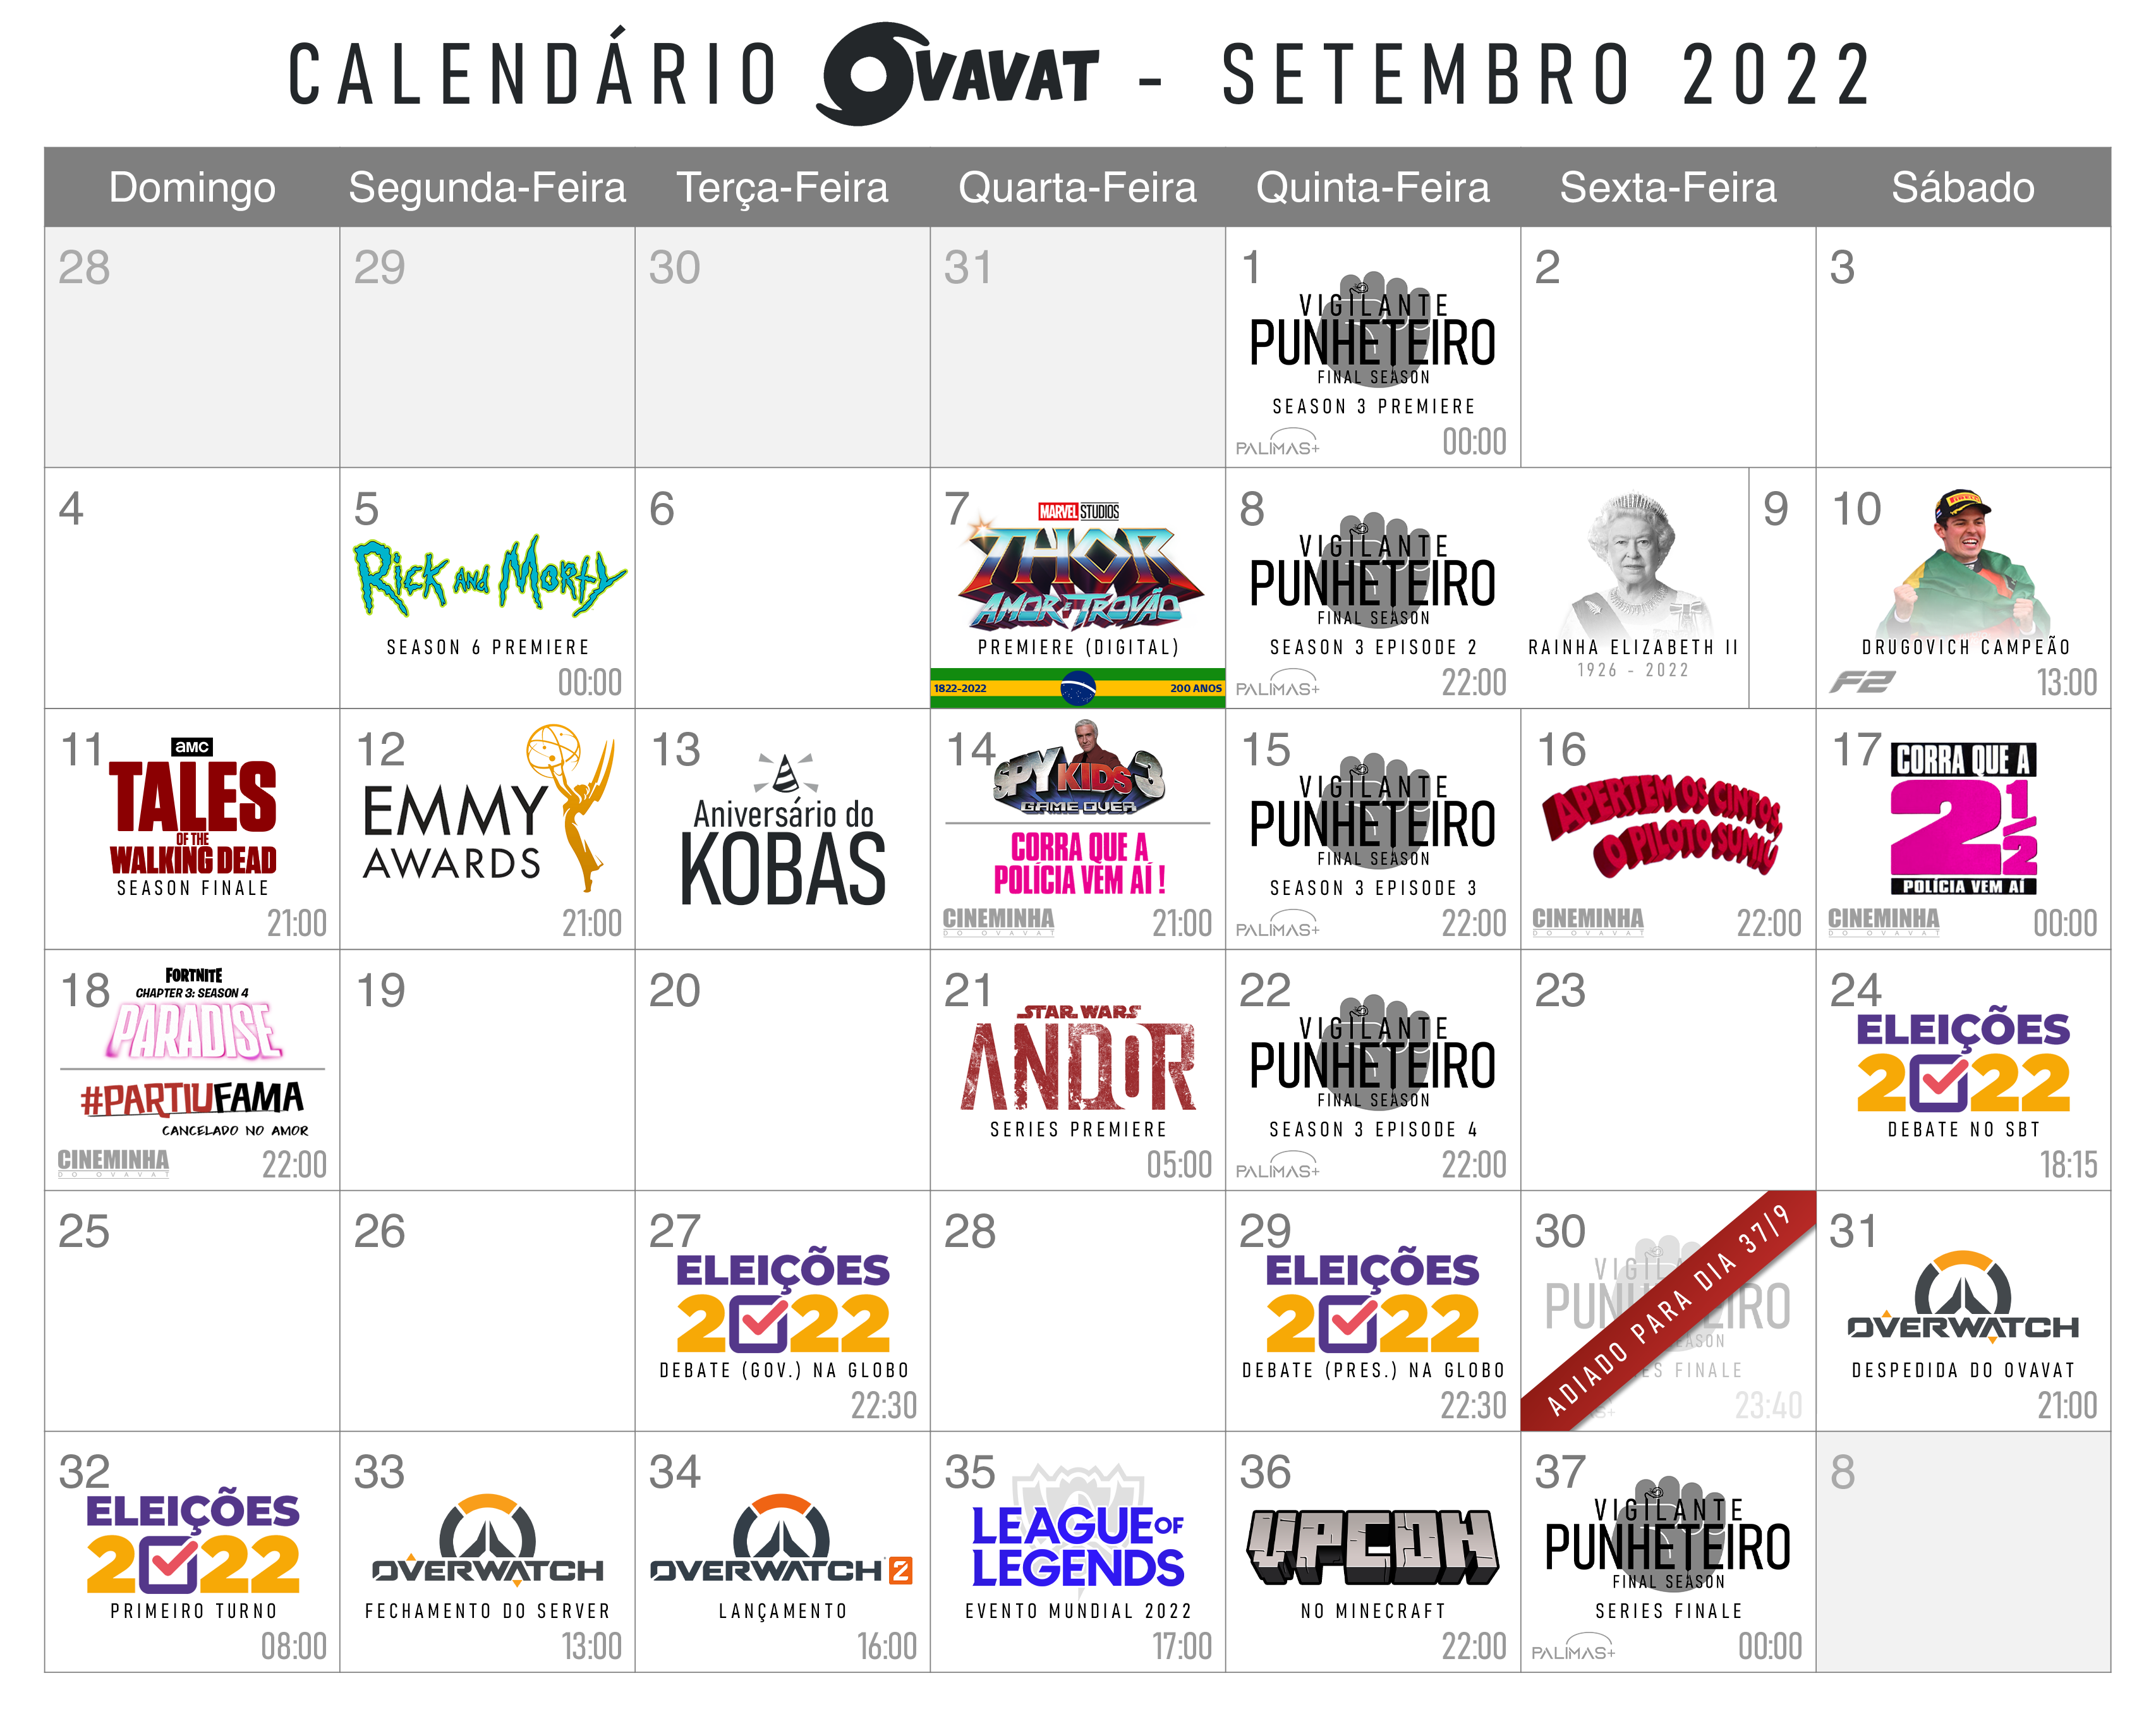 CALENDÁRIO OVAVAT - SETEMBRO 2022
Domingo Segunda-Feira Terça-Feira Quarta-Feira Quinta-Feira Sexta-Feira Sábado
28
29
30
31
1
VIGILANTE
PUNHETEIRO
FINAL SEASON
SEASON 3 PREMIERE
PALIMAS+ 00:00
2
3
4
5
RICK AND MORTY
SEASON 6 PREMIERE
00:00
6
7
MARVEL STUDIOS
THOR
AMOR E TROVÃO
PREMIERE (DIGITAL)
1822-2022 200 ANOS
8
VIGILANTE
PUNHETEIRO
FINAL SEASON
SEASON 3 EPISODE 2
PALIMAS+ 22:00
RAINHA ELIZABETH II
1926 - 2022
9
10
PIRELLI
DRUGOVICH CAMPEÃO
F2 13:00
11
aMC
TALES
OF THE
WALKING DEAD
SEASON FINALE
21:00
12
EMMY
AWARDS
21:00
13
Aniversário do
KOBAS
14
SPY KIDS 3
GAME OVER
CORRA QUE A
POLÍCIA VEM AÍ !
CINEMINHA 21:00
DO OVAVAT
15
VIGILANTE
PUNHETEIRO
FINAL SEASON
SEASON 3 EPISODE 3
PALIMAS+ 22:00
16
APERTEM OS CINTOS,
O PILOTO SUMIU
CINEMINHA 22:00
DO OVAVAT
17
CORRA QUE A
2 1/2
POLÍCIA VEM AÍ
CINEMINHA 00:00
DO OVAVAT
18
FORTNITE
CHAPTER 3: SEASON 4
PARADISE
#PARTIUFAMA
CANCELADO NO AMOR
CINEMINHA 22:00
DO OVAVAT
19
20
21
STAR WARS
ANDOR
SERIES PREMIERE
05:00
22
VIGILANTE
PUNHETEIRO
FINAL SEASON
SEASON 3 EPISODE 4
PALIMAS+ 22:00
23
24
ELEIÇÕES
2022
DEBATE NO SBT
18:15
25
26
27
ELEIÇÕES
2022
DEBATE (GOV.) NA GLOBO
22:30
28
29
ELEIÇÕES
2022
DEBATE (PRES.) NA GLOBO
22:30
30
ADIADO PARA DIA 37/9
23:40
31
OVERWATCH
DESPEDIDA DO OVAVAT
21:00
32
ELEIÇÕES
2022
PRIMEIRO TURNO
08:00
33
OVERWATCH
FECHAMENTO DO SERVER
13:00
34
OVERWATCH 2
LANÇAMENTO
16:00
35
LEAGUE OF
LEGENDS
EVENTO MUNDIAL 2022
17:00
36
VPCON
NO MINECRAFT
22:00
37
VIGILANTE
PUNHETEIRO
FINAL SEASON
SERIES FINALE
PALIMAS+ 00:00
8